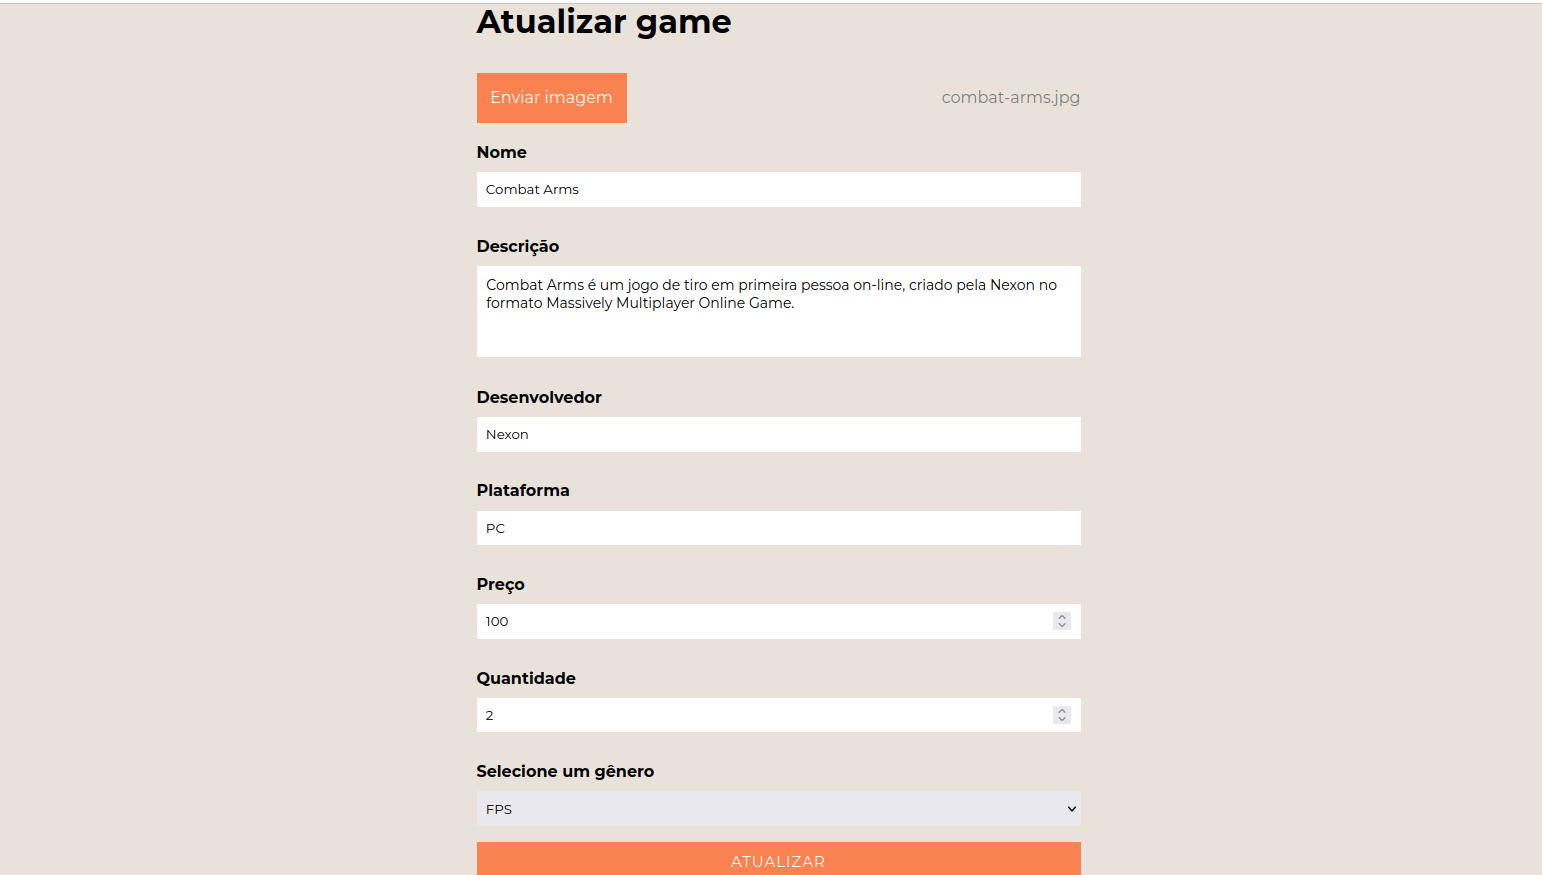 Atualizar game
Enviar imagem
combat-arms.jpg
Nome
Combat Arms
Descrição
Combat Arms é um jogo de tiro em primeira pessoa on-line, criado pela Nexon no
formato Massively Multiplayer Online Game.
Desenvolvedor
Nexon
Plataforma
PC
Preço
100
Quantidade
2
Selecione um gênero
FPS
ATUALIZAR